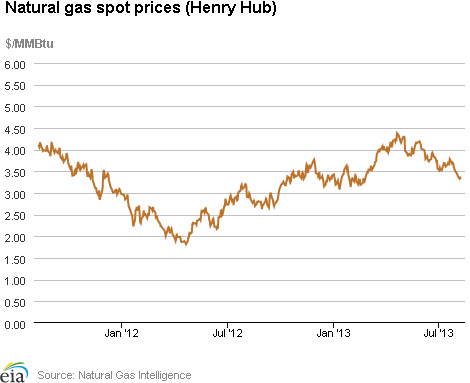 Natural gas spot prices (Henry Hub)
$/MMBtu
6.00
5.50
5.00
4.50
4.00
3.50
3.00
2.50
2.00
1.50
1.00
0.50
0.00
Jan '12
Jul '12
Jan '13
Jul '13
eia
Source: Natural Gas Intelligence